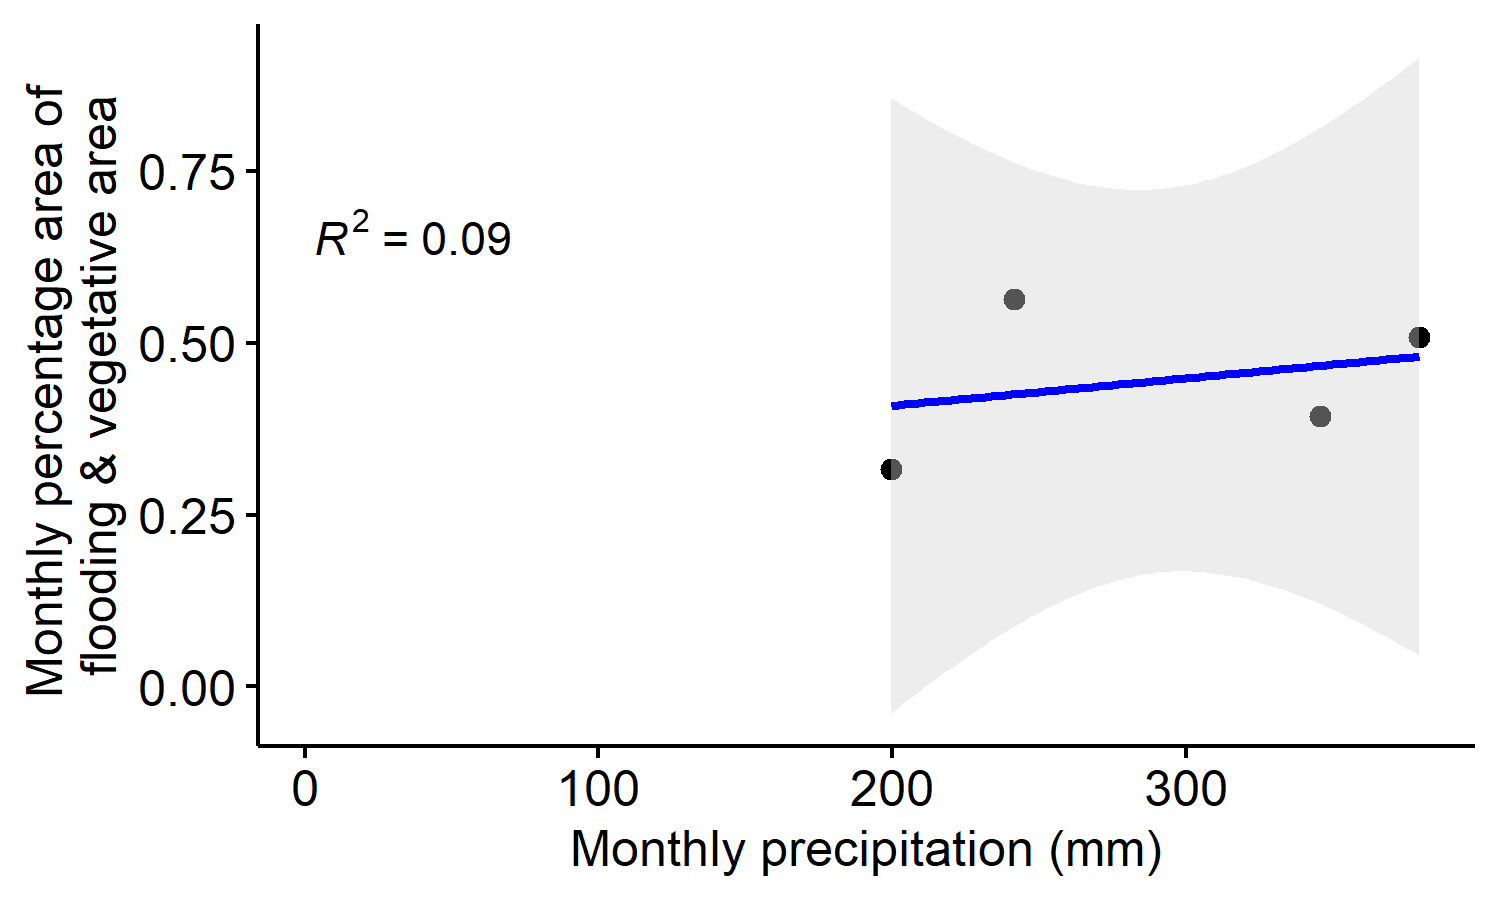 Monthly percentage area of
flooding & vegetative area
0.75
0.50
0.25
0.00
R² = 0.09
0 100 200 300
Monthly precipitation (mm)